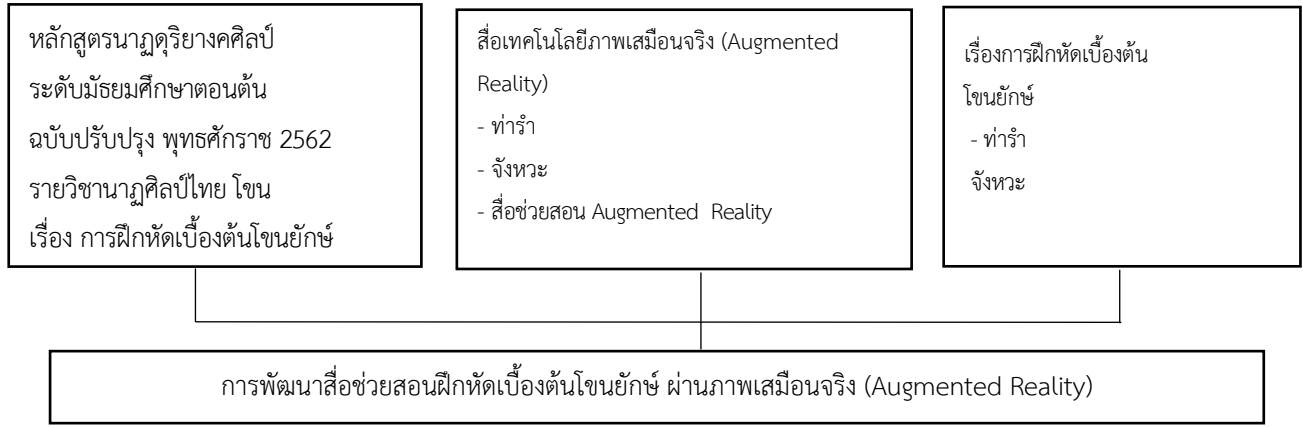 หลักสูตรนาฏดุริยางคศิลป์
ระดับมัธยมศึกษาตอนต้น
ฉบับปรับปรุง พุทธศักราช 2562
รายวิชานาฏศิลป์ไทย โขน
เรื่อง การฝึกหัดเบื้องต้นโขนยักษ์
สื่อเทคโนโลยีภาพเสมือนจริง (Augmented
Reality)
- ท่ารำ
- จังหวะ
- สื่อช่วยสอน Augmented Reality
เรื่องการฝึกหัดเบื้องต้น
โขนยักษ์
- ท่ารำ
จังหวะ
การพัฒนาสื่อช่วยสอนฝึกหัดเบื้องต้นโขนยักษ์ ผ่านภาพเสมือนจริง (Augmented Reality)